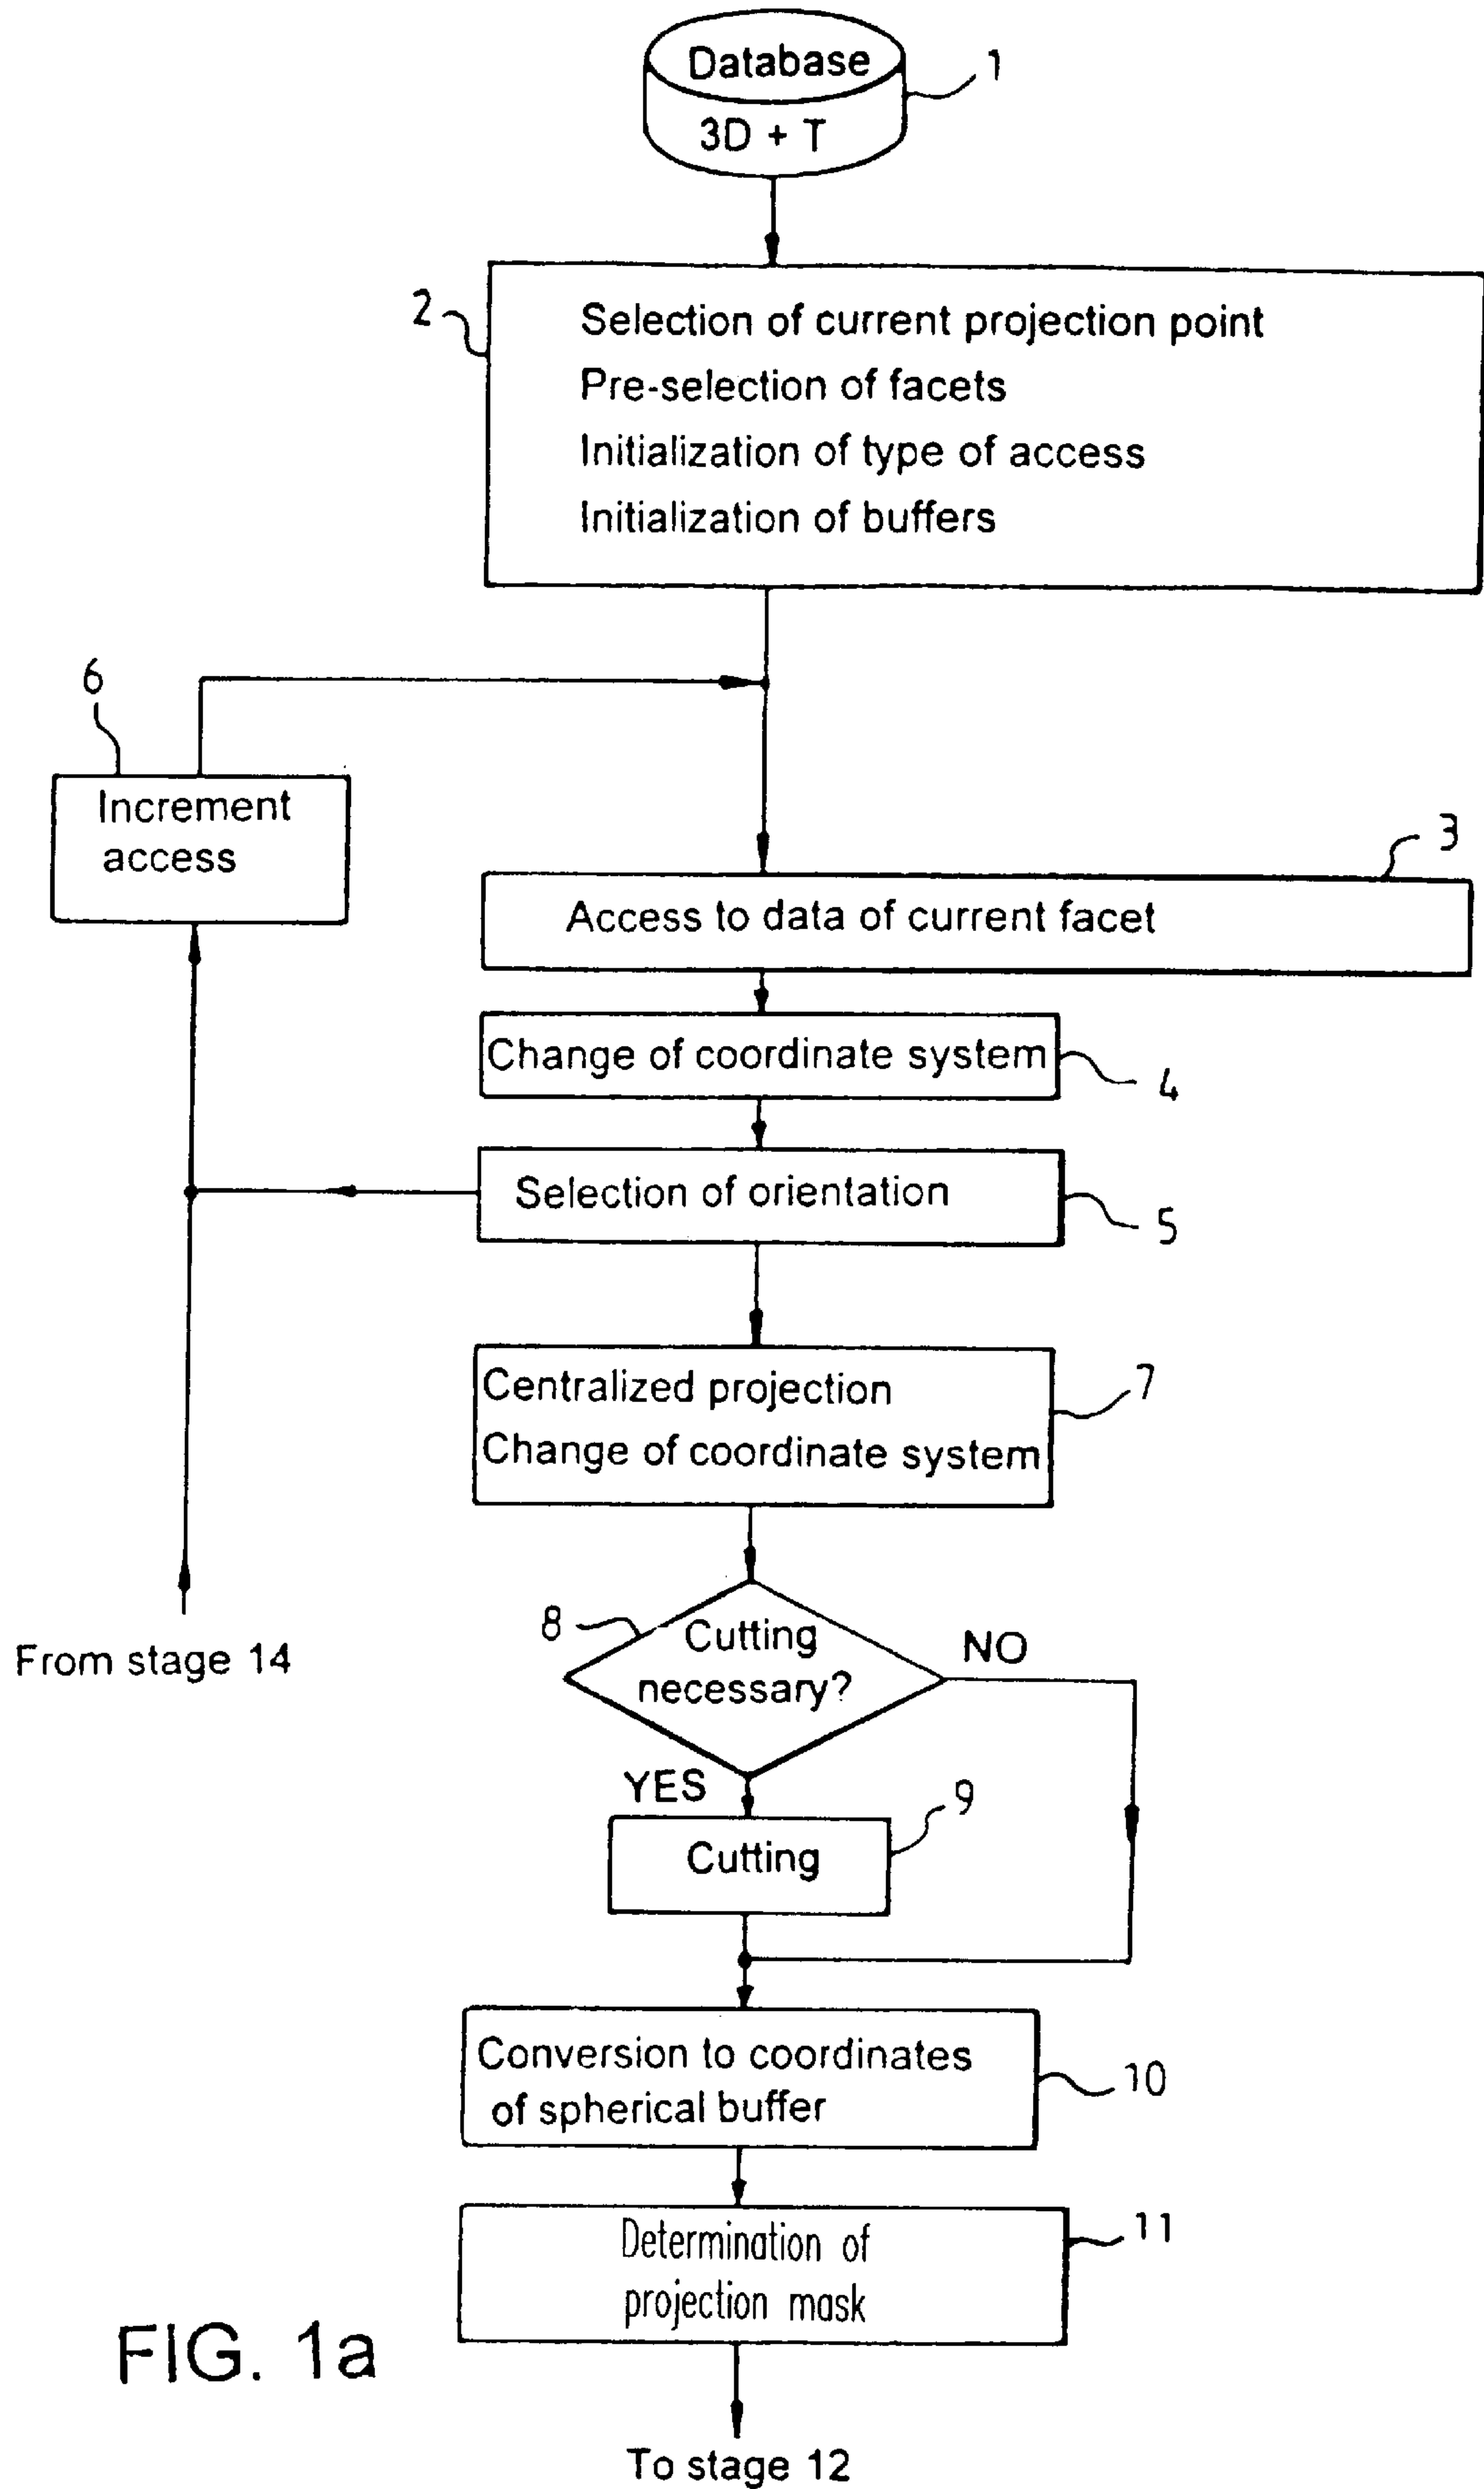 Database
3D + T
1
2
Selection of current projection point
Pre-selection of facets
Initialization of type of access
Initialization of buffers
6
Increment
access
3
Access to data of current facet
Change of coordinate system
4
Selection of orientation
5
Centralized projection
Change of coordinate system
7
From stage 14
8
Cutting
necessary?
NO
YES
9
Cutting
Conversion to coordinates
of spherical buffer
10
Determination of
projection mask
11
FIG. 1a
To stage 12